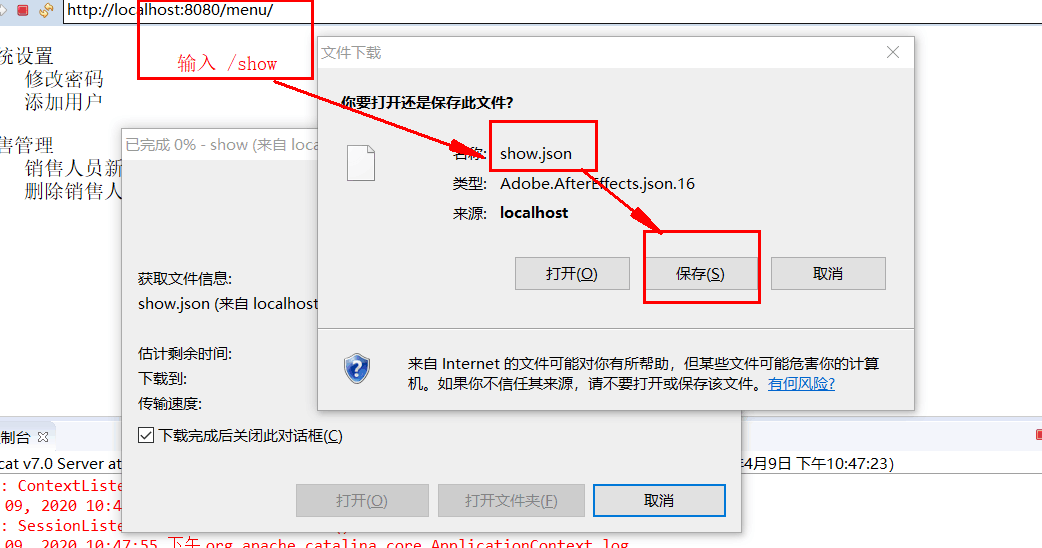 http://localhost:8080/menu/
输入 /show
统设置
修改密码
添加用户
售管理
销售人员新
删除销售人
文件下载
你要打开还是保存此文件?
名称: show.json
类型: Adobe.AfterEffects.json.16
来源: localhost
打开(O) 保存(S) 取消
来自 Internet 的文件可能对你有所帮助，但某些文件可能危害你的计算
机。如果你不信任其来源，请不要打开或保存该文件。有何风险?
已完成 0% - show (来自 loca
获取文件信息:
show.json (来自 localhost
估计剩余时间:
下载到:
传输速度:
下载完成后关闭此对话框(C)
打开(O) 打开文件夹(F) 取消
制台
cat v7.0 Server at
年4月9日 下午10:47:23)
: ContextListe
09, 2020 10:4
: SessionListe
09, 2020 10:47:55 下午 org.apache.catalina.core.ApplicationContext log